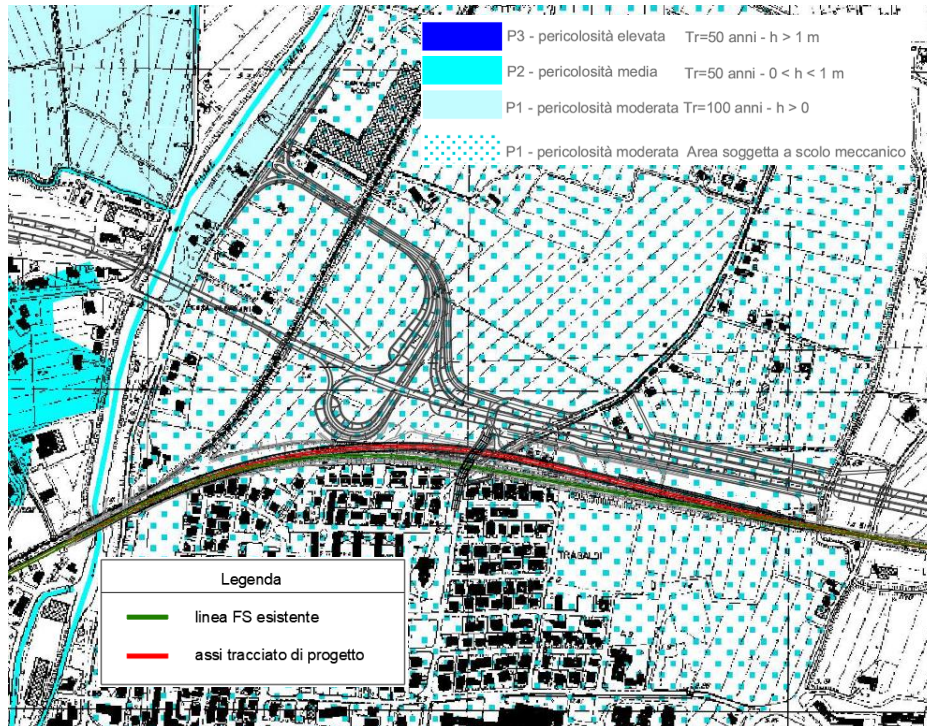 P3 - pericolosità elevata Tr=50 anni - h > 1 m
P2 - pericolosità media Tr=50 anni - 0 < h < 1 m
P1 - pericolosità moderata Tr=100 anni - h > 0
P1 - pericolosità moderata Area soggetta a scolo meccanico
TRABALDI
Legenda
linea FS esistente
assi tracciato di progetto